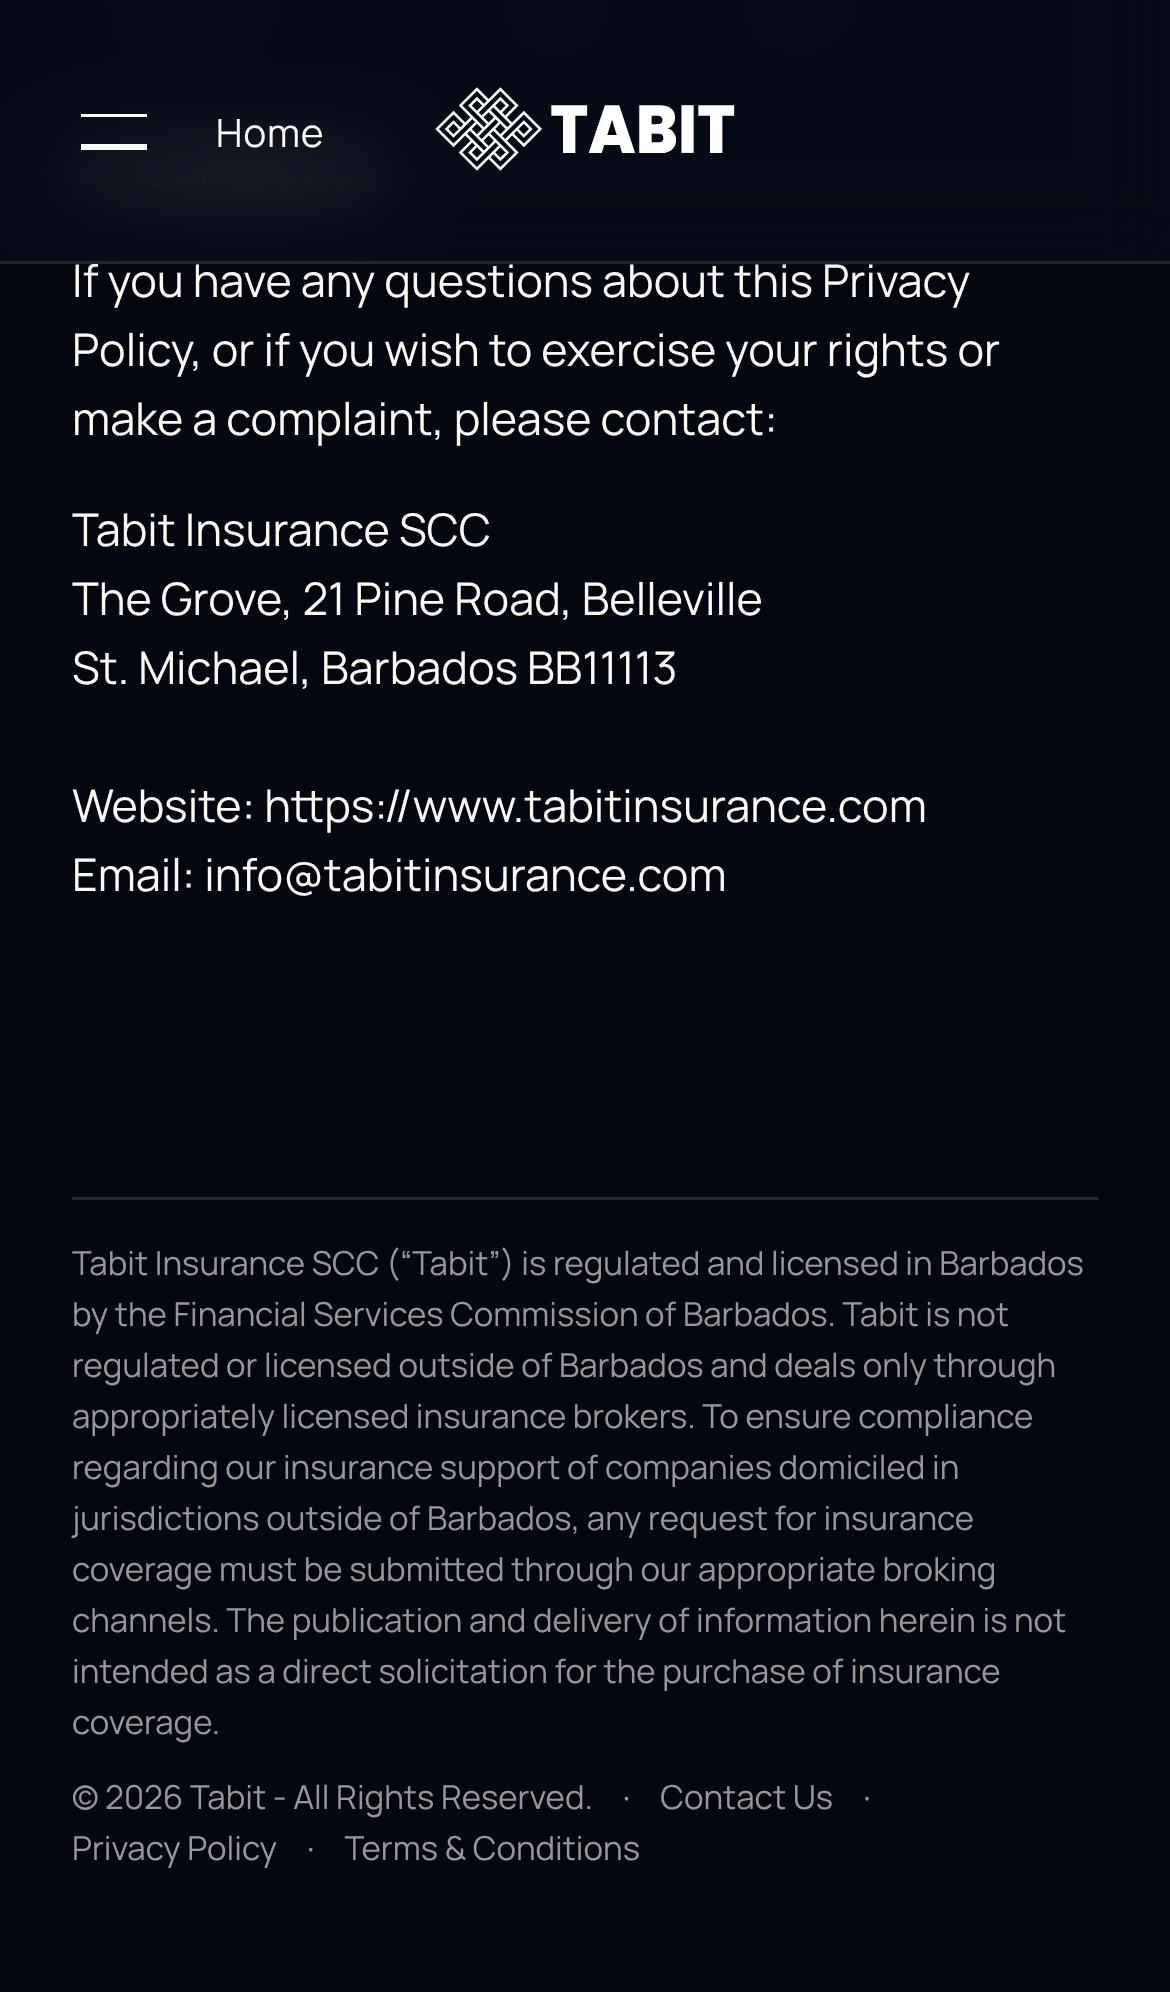 Home
TABIT
If you have any questions about this Privacy
Policy, or if you wish to exercise your rights or
make a complaint, please contact:
Tabit Insurance SCC
The Grove, 21 Pine Road, Belleville
St. Michael, Barbados BB11113
Website: https://www.tabitinsurance.com
Email: info@tabitinsurance.com
Tabit Insurance SCC (“Tabit”) is regulated and licensed in Barbados
by the Financial Services Commission of Barbados. Tabit is not
regulated or licensed outside of Barbados and deals only through
appropriately licensed insurance brokers. To ensure compliance
regarding our insurance support of companies domiciled in
jurisdictions outside of Barbados, any request for insurance
coverage must be submitted through our appropriate broking
channels. The publication and delivery of information herein is not
intended as a direct solicitation for the purchase of insurance
coverage.
© 2026 Tabit - All Rights Reserved. · Contact Us ·
Privacy Policy · Terms & Conditions